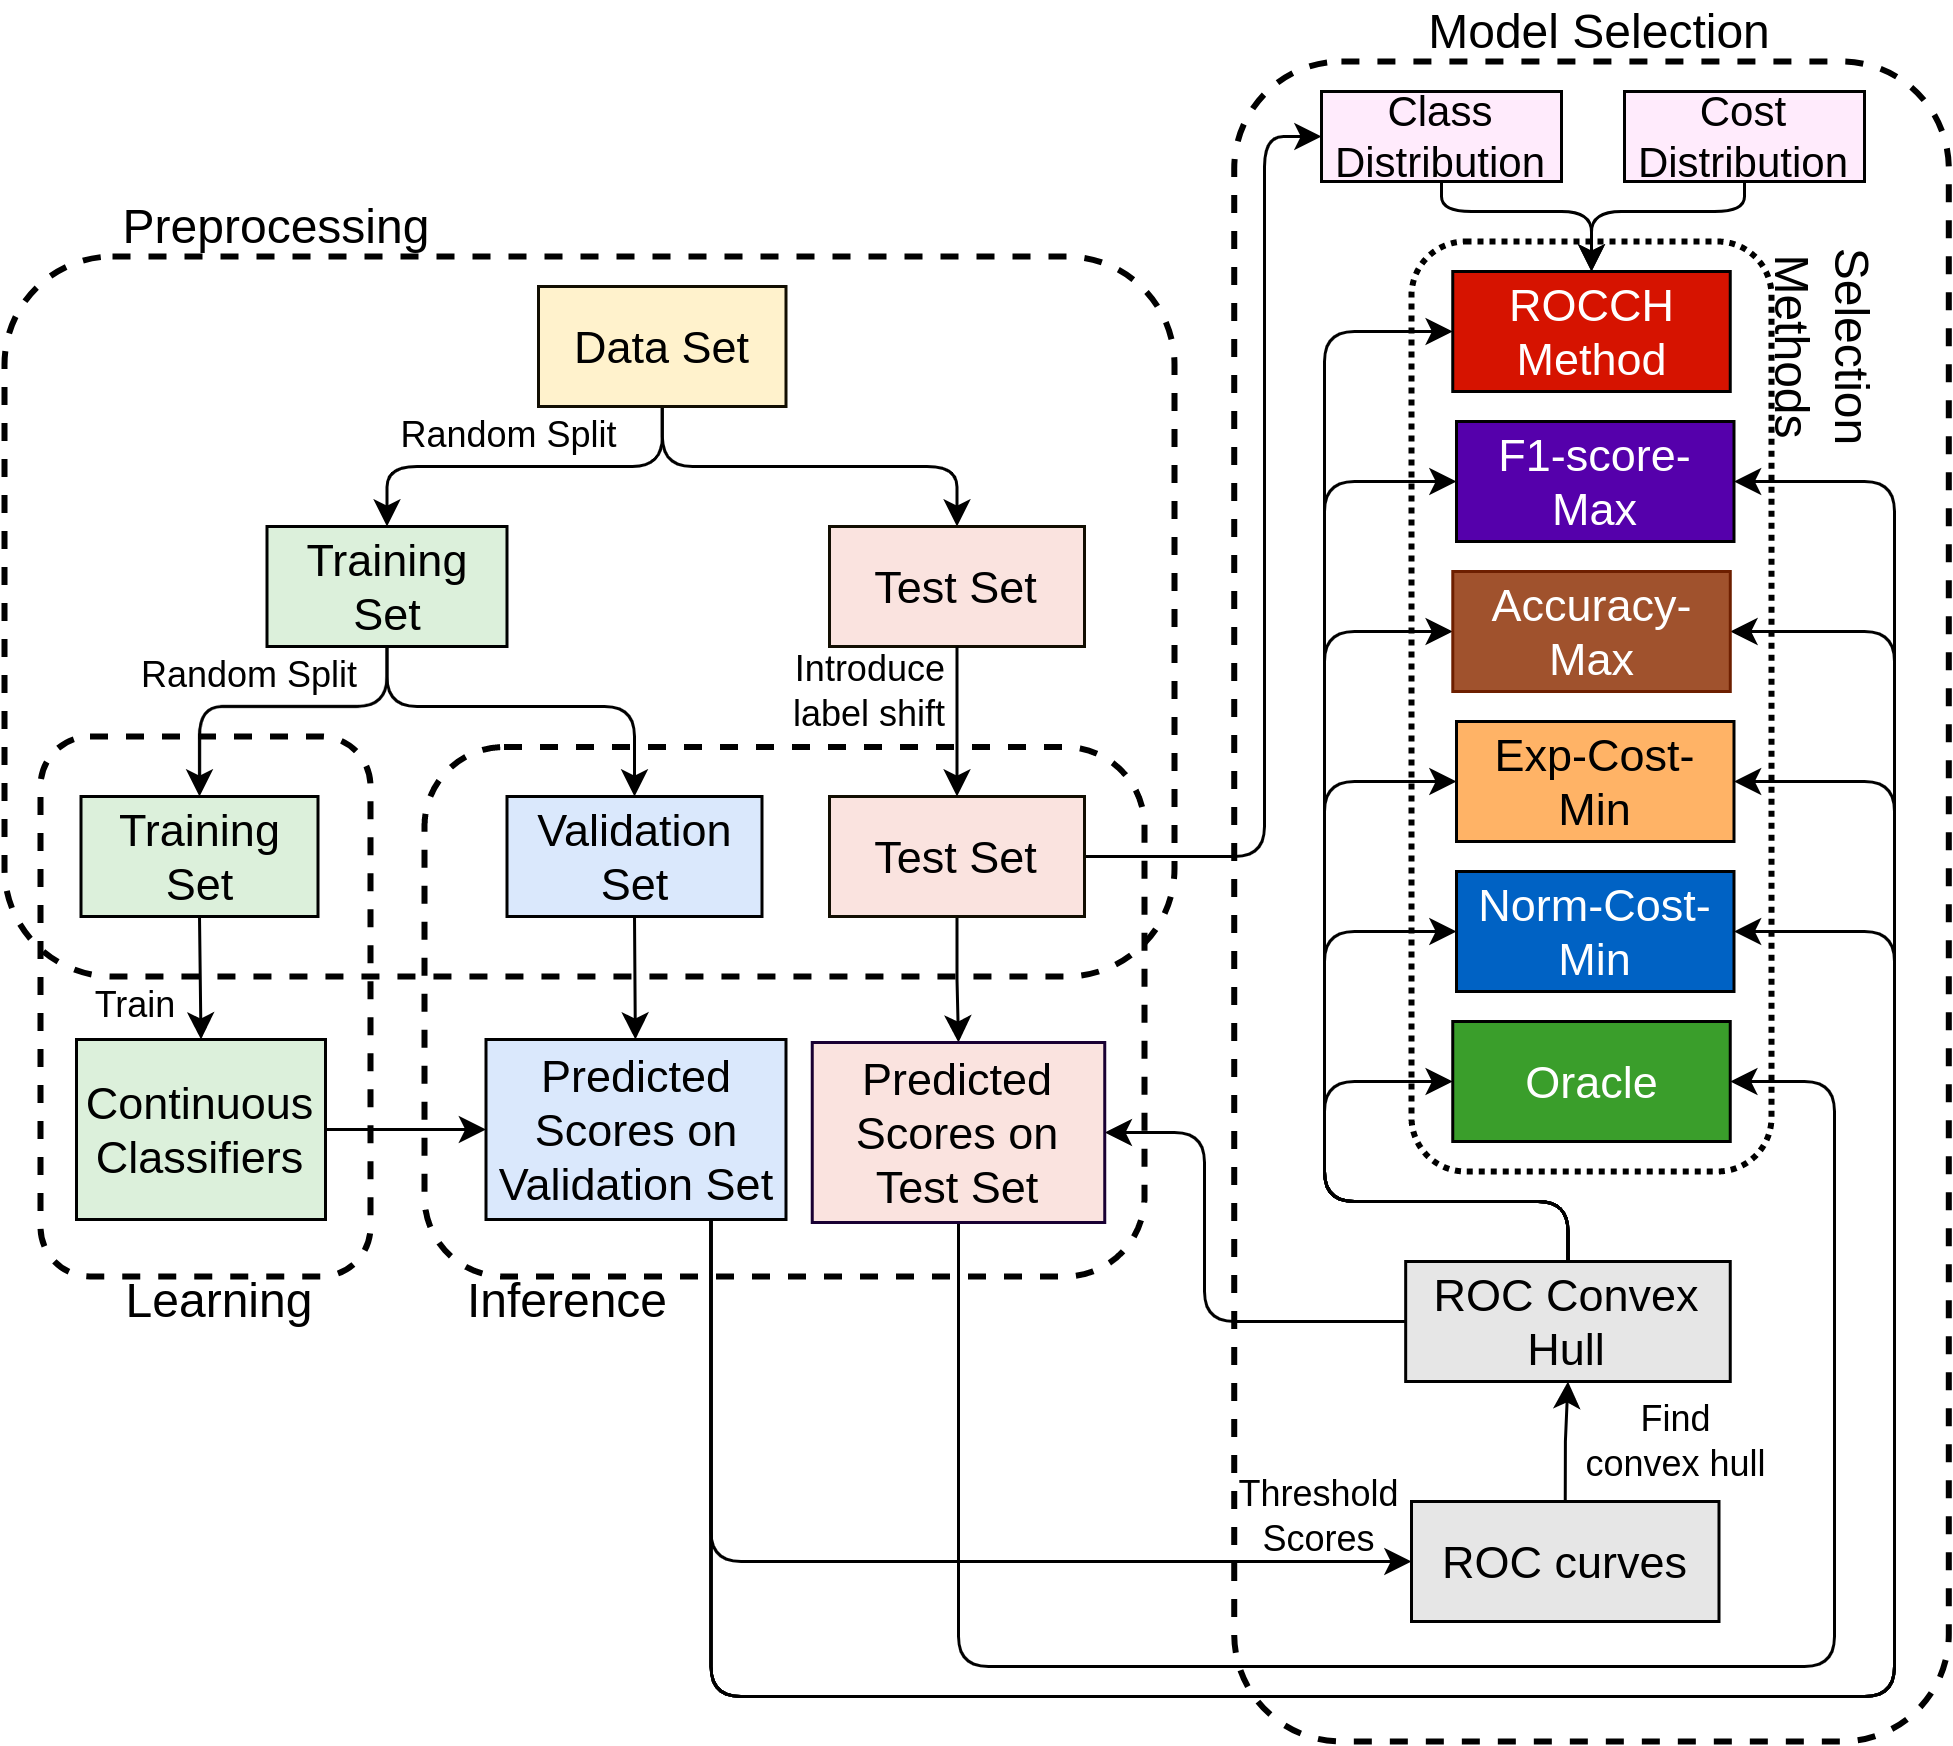 Model Selection
Class
Distribution
Cost
Distribution
Preprocessing
Data Set
Random Split
Training
Set
Test Set
Random Split
Introduce
label shift
Training
Set
Validation
Set
Test Set
Train
Continuous
Classifiers
Predicted
Scores on
Validation Set
Predicted
Scores on
Test Set
Learning
Inference
Selection
Methods
ROCCH
Method
F1-score-
Max
Accuracy-
Max
Exp-Cost-
Min
Norm-Cost-
Min
Oracle
ROC Convex
Hull
Find
convex hull
Threshold
Scores
ROC curves